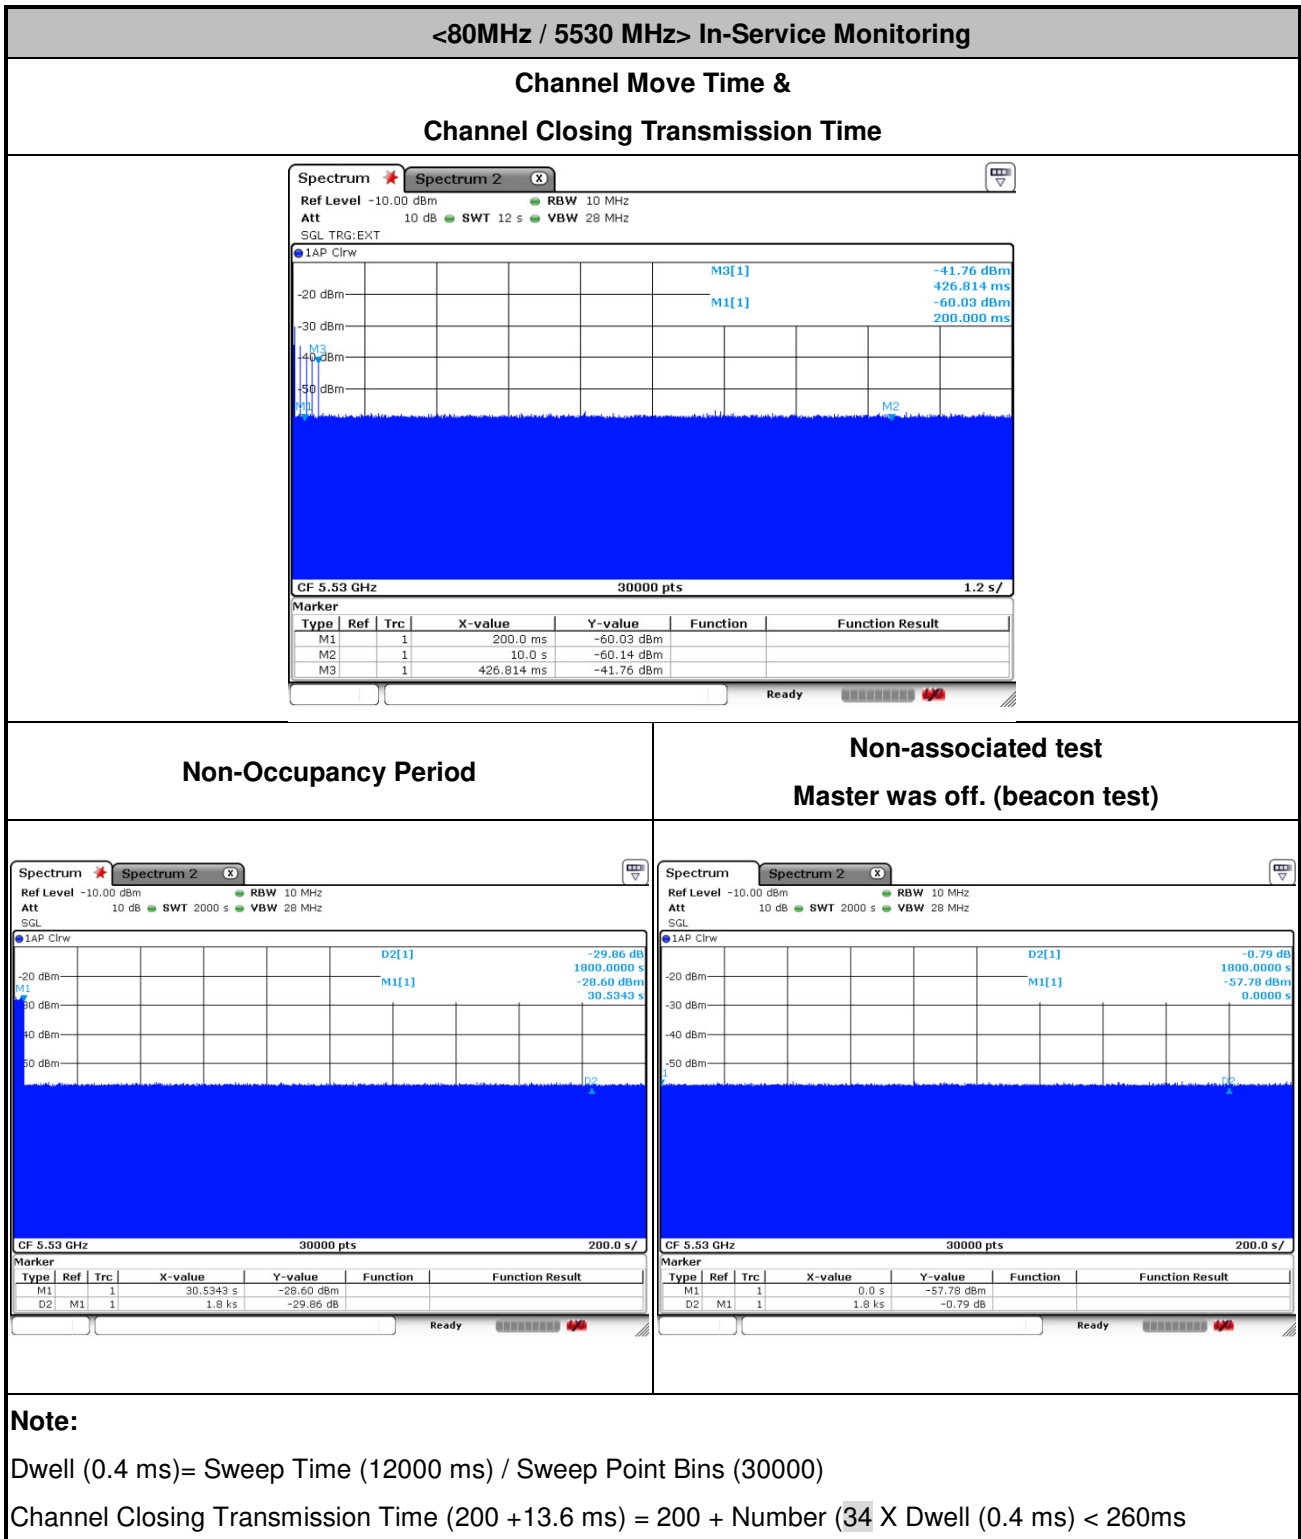 <80MHz / 5530 MHz> In-Service Monitoring
Channel Move Time &
Channel Closing Transmission Time
Spectrum Spectrum 2 X
Ref Level -10.00 dBm RBW 10 MHz
Att 10 dB SWT 12 s VBW 28 MHz
SGL TRG:EXT
1AP Clrw
M3[1] -41.76 dBm
426.814 ms
-20 dBm
M1[1] -60.03 dBm
200.000 ms
-30 dBm
M3
-40 dBm
-50 dBm
M1 M2
CF 5.53 GHz 30000 pts 1.2 s/
Marker
Type Ref Trc X-value Y-value Function Function Result
M1 1 200.0 ms -60.03 dBm
M2 1 10.0 s -60.14 dBm
M3 1 426.814 ms -41.76 dBm
Ready
Non-Occupancy Period
Non-associated test
Master was off. (beacon test)
Spectrum Spectrum 2 X
Ref Level -10.00 dBm RBW 10 MHz
Att 10 dB SWT 2000 s VBW 28 MHz
SGL
1AP Clrw
D2[1] -29.86 dB
1800.0000 s
-20 dBm
M1[1] -28.60 dBm
M1
30.5343 s
30 dBm
40 dBm
50 dBm
D2
CF 5.53 GHz 30000 pts 200.0 s/
Marker
Type Ref Trc X-value Y-value Function Function Result
M1 1 30.5343 s -28.60 dBm
D2 M1 1 1.8 ks -29.86 dB
Ready
Spectrum Spectrum 2 X
Ref Level -10.00 dBm RBW 10 MHz
Att 10 dB SWT 2000 s VBW 28 MHz
SGL
1AP Clrw
D2[1] -0.79 dB
1800.0000 s
-20 dBm
M1[1] -57.78 dBm
0.0000 s
-30 dBm
-40 dBm
-50 dBm
1 D2
CF 5.53 GHz 30000 pts 200.0 s/
Marker
Type Ref Trc X-value Y-value Function Function Result
M1 1 0.0 s -57.78 dBm
D2 M1 1 1.8 ks -0.79 dB
Ready
Note:
Dwell (0.4 ms)= Sweep Time (12000 ms) / Sweep Point Bins (30000)
Channel Closing Transmission Time (200 +13.6 ms) = 200 + Number (34 X Dwell (0.4 ms) < 260ms